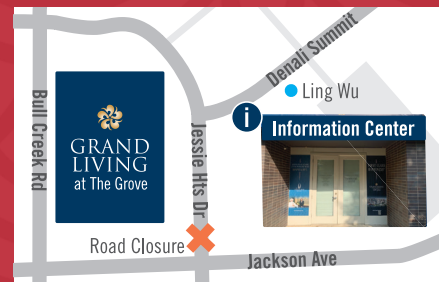 Bull Creek Rd
GRAND
LIVING
at The Grove
Jessie Hts Dr
Denali Summit
Ling Wu
i
Information Center
Road Closure
Jackson Ave